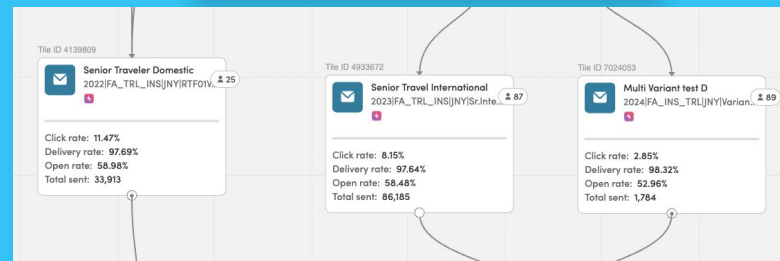 Tile ID 4139809
Senior Traveler Domestic
2022|FA_TRL_INS|JNY|RTF01V...
25
Click rate: 11.47%
Delivery rate: 97.69%
Open rate: 58.98%
Total sent: 33,913
Tile ID 4933672
Senior Travel International
2023|FA_TRL_INS|JNY|Sr.Inte...
87
Click rate: 8.15%
Delivery rate: 97.64%
Open rate: 58.48%
Total sent: 86,185
Tile ID 7024053
Multi Variant test D
2024|FA_INS_TRL|JNY|Varian...
89
Click rate: 2.85%
Delivery rate: 98.32%
Open rate: 52.96%
Total sent: 1,784